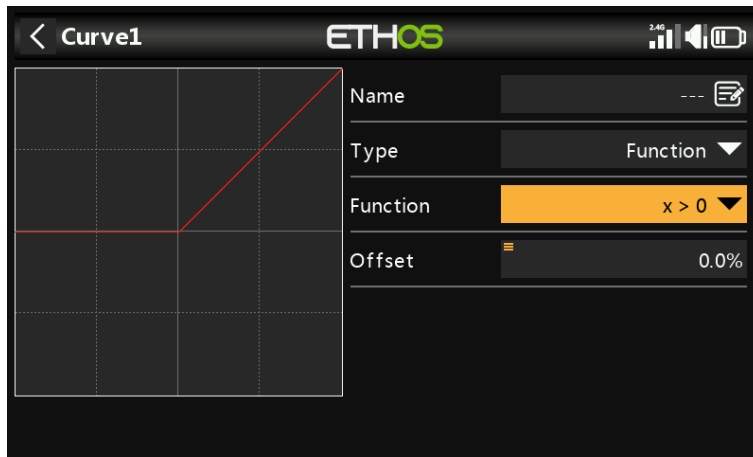 Curve1
ETHOS
2.4G
Name ---
Type Function
Function x > 0
Offset 0.0%